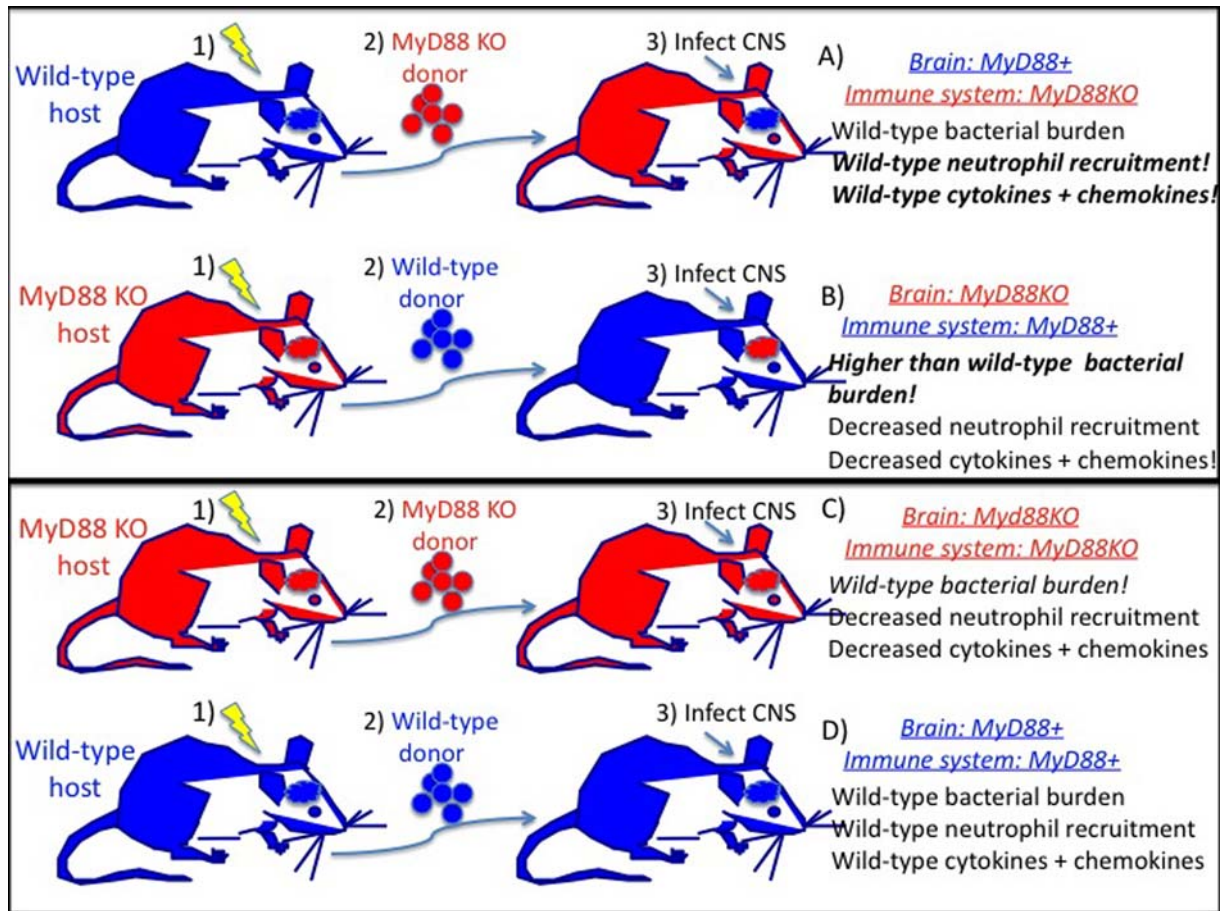 1)
2) MyD88 KO
donor
3) Infect CNS
Wild-type
host
A)
Brain: MyD88+
Immune system: MyD88KO
Wild-type bacterial burden
Wild-type neutrophil recruitment!
Wild-type cytokines + chemokines!
1)
2) Wild-type
donor
3) Infect CNS
MyD88 KO
host
B)
Brain: MyD88KO
Immune system: MyD88+
Higher than wild-type bacterial
burden!
Decreased neutrophil recruitment
Decreased cytokines + chemokines!
1)
2) MyD88 KO
donor
3) Infect CNS
MyD88 KO
host
C)
Brain: Myd88KO
Immune system: MyD88KO
Wild-type bacterial burden!
Decreased neutrophil recruitment
Decreased cytokines + chemokines
1)
2) Wild-type
donor
3) Infect CNS
Wild-type
host
D)
Brain: MyD88+
Immune system: MyD88+
Wild-type bacterial burden
Wild-type neutrophil recruitment
Wild-type cytokines + chemokines